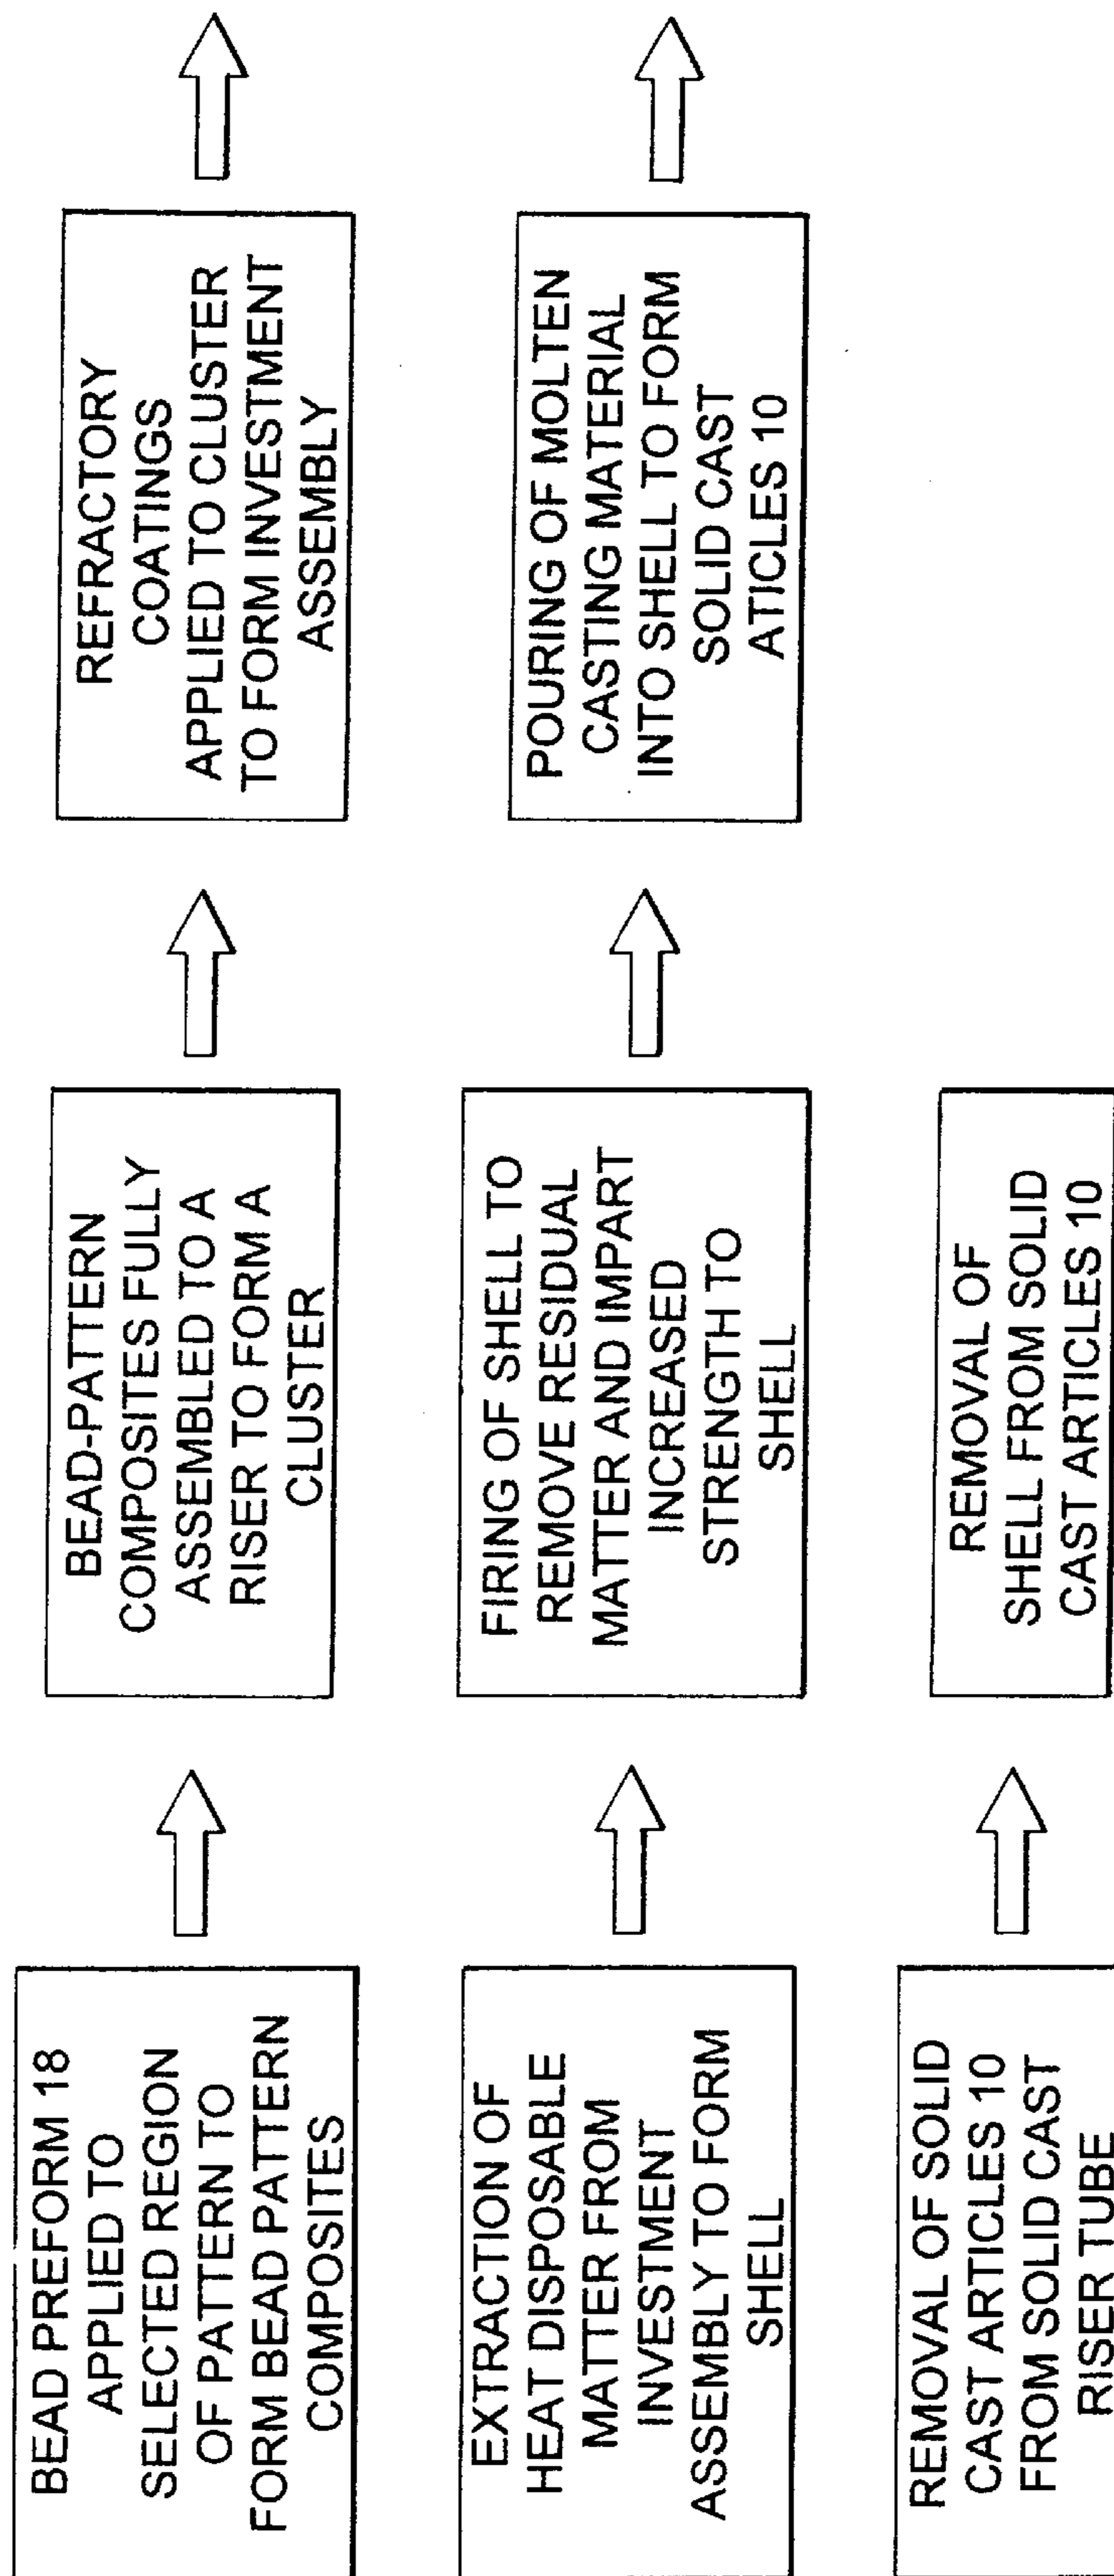 BEAD PREFORM 18
APPLIED TO
SELECTED REGION
OF PATTERN TO
FORM BEAD PATTERN
COMPOSITES
BEAD-PATTERN
COMPOSITES FULLY
ASSEMBLED TO A
RISER TO FORM A
CLUSTER
REFRACTORY
COATINGS
APPLIED TO CLUSTER
TO FORM INVESTMENT
ASSEMBLY
EXTRACTION OF
HEAT DISPOSABLE
MATTER FROM
INVESTMENT
ASSEMBLY TO FORM
SHELL
FIRING OF SHELL TO
REMOVE RESIDUAL
MATTER AND IMPART
INCREASED
STRENGTH TO
SHELL
POURING OF MOLTEN
CASTING MATERIAL
INTO SHELL TO FORM
SOLID CAST
ATICLES 10
REMOVAL OF SOLID
CAST ARTICLES 10
FROM SOLID CAST
RISER TUBE
REMOVAL OF
SHELL FROM SOLID
CAST ARTICLES 10